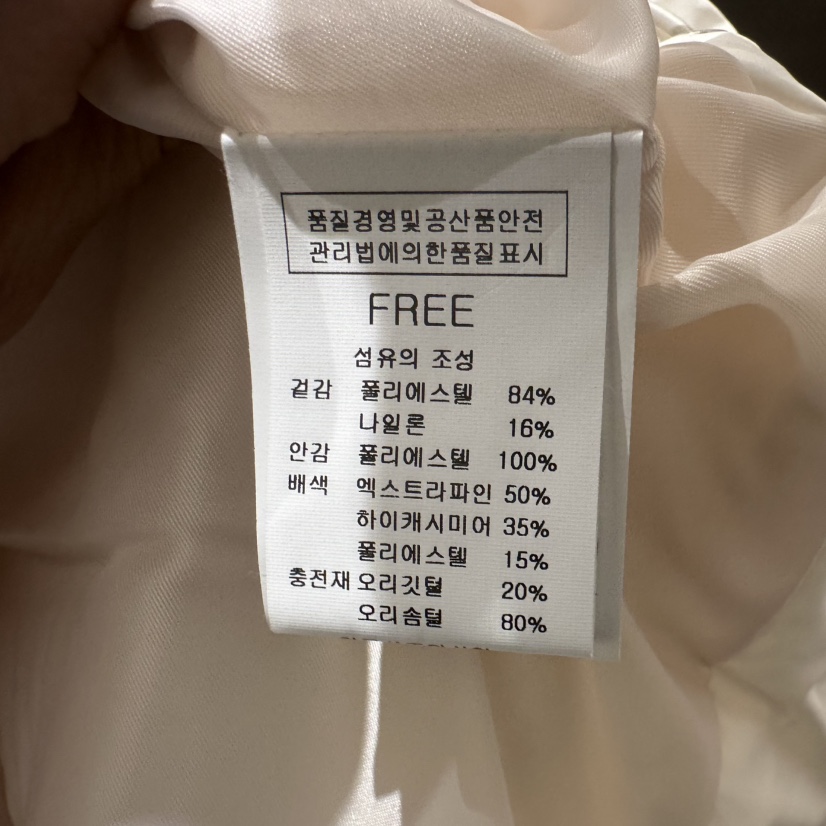 품질경영및공산품안전
관리법에의한품질표시
FREE
섬유의 조성
겉감 폴리에스텔 84%
나일론 16%
안감 폴리에스텔 100%
배색 엑스트라파인 50%
하이캐시미어 35%
폴리에스텔 15%
충전재 오리깃털 20%
오리솜털 80%